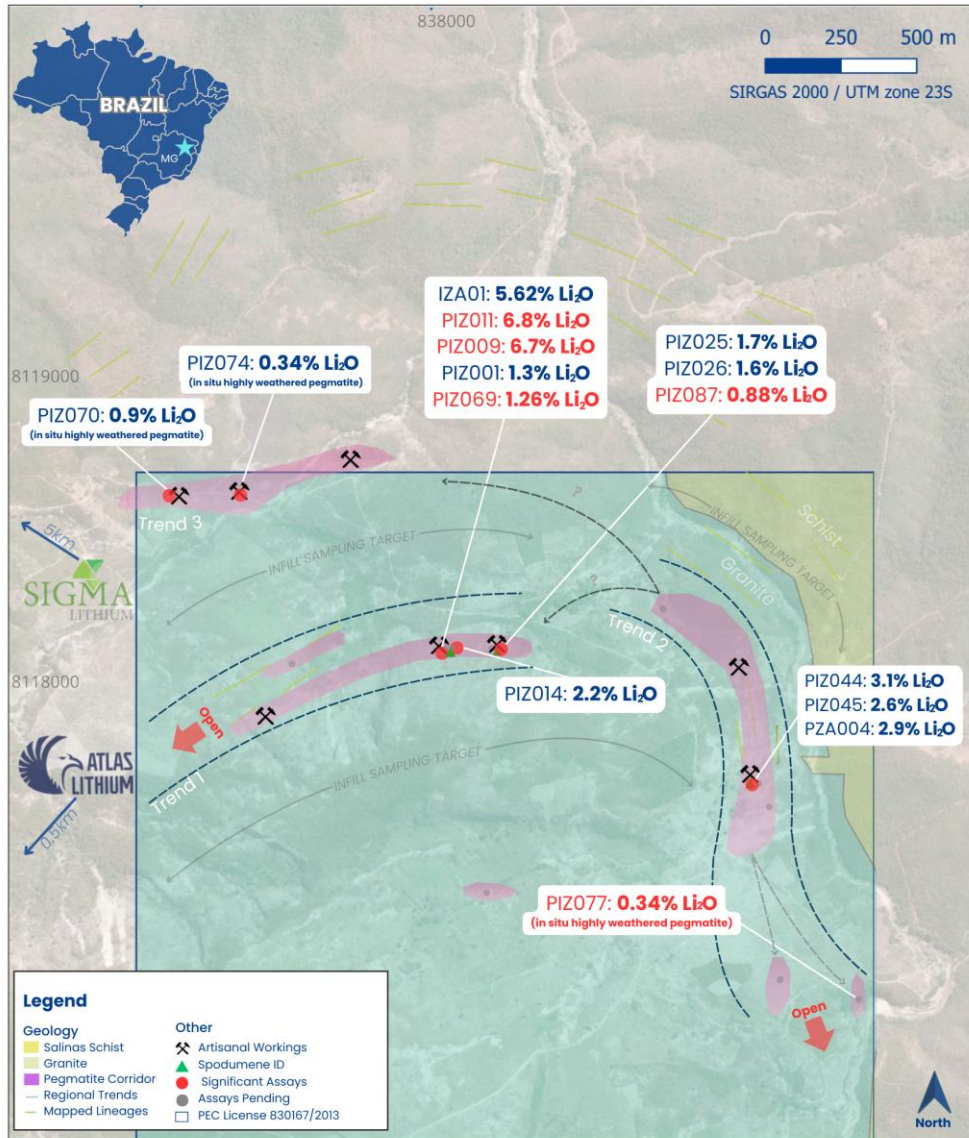 838000
0 250 500 m
SIRGAS 2000 / UTM zone 23S
BRAZIL
MG
IZA01: 5.62% Li₂O
PIZ011: 6.8% Li₂O
PIZ009: 6.7% Li₂O
PIZ001: 1.3% Li₂O
PIZ069: 1.26% Li₂O
PIZ025: 1.7% Li₂O
PIZ026: 1.6% Li₂O
PIZ087: 0.88% Li₂O
PIZ074: 0.34% Li₂O
(in situ highly weathered pegmatite)
8119000
PIZ070: 0.9% Li₂O
(in situ highly weathered pegmatite)
Trend 3
?
INFILL SAMPLING TARGET
Schist
INFILL SAMPLING TARGET
Granite
5km
SIGMA
LITHIUM
?
Trend 2
8118000
PIZ014: 2.2% Li₂O
PIZ044: 3.1% Li₂O
PIZ045: 2.6% Li₂O
PZA004: 2.9% Li₂O
Open
ATLAS
LITHIUM
Trend 1
INFILL SAMPLING TARGET
0.5km
PIZ077: 0.34% Li₂O
(in situ highly weathered pegmatite)
Open
Legend
Geology
Salinas Schist
Granite
Pegmatite Corridor
Regional Trends
Mapped Lineages
Other
Artisanal Workings
Spodumene ID
Significant Assays
Assays Pending
PEC License 830167/2013
North